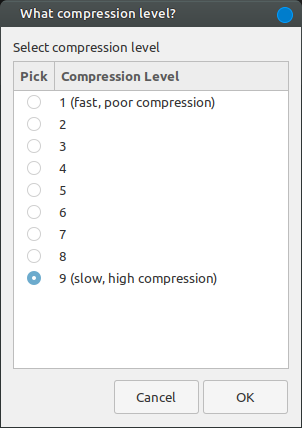 What compression level?
Select compression level
Pick Compression Level
1 (fast, poor compression)
2
3
4
5
6
7
8
9 (slow, high compression)
Cancel OK